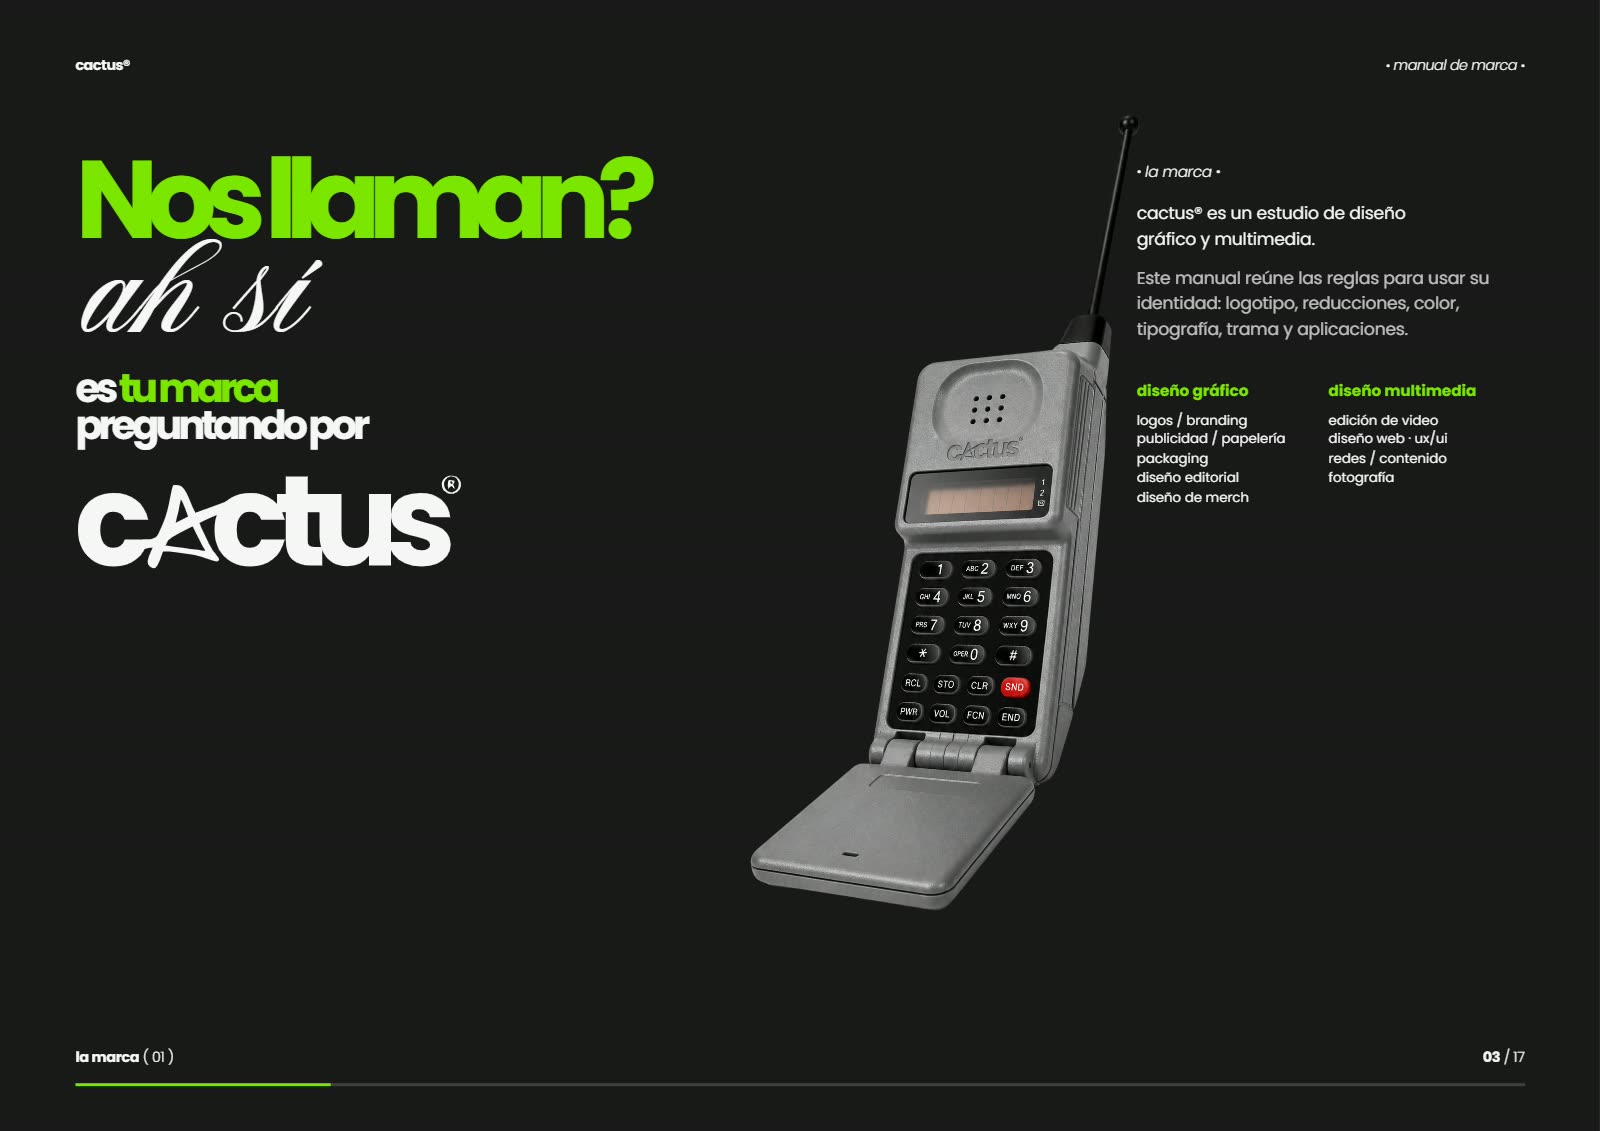 cactus®
• manual de marca •
Nos llaman?
ah sí
es tu marca
preguntando por
cActus®
• la marca •
cactus® es un estudio de diseño
gráfico y multimedia.
Este manual reúne las reglas para usar su
identidad: logotipo, reducciones, color,
tipografía, trama y aplicaciones.
diseño gráfico
logos / branding
publicidad / papelería
packaging
diseño editorial
diseño de merch
diseño multimedia
edición de video
diseño web · ux/ui
redes / contenido
fotografía
cActus®
1
2
1 ABC 2 DEF 3
GHI 4 JKL 5 MNO 6
PRS 7 TUV 8 WXY 9
* OPER 0 #
RCL STO CLR SND
PWR VOL FCN END
la marca ( 01 )
03 / 17